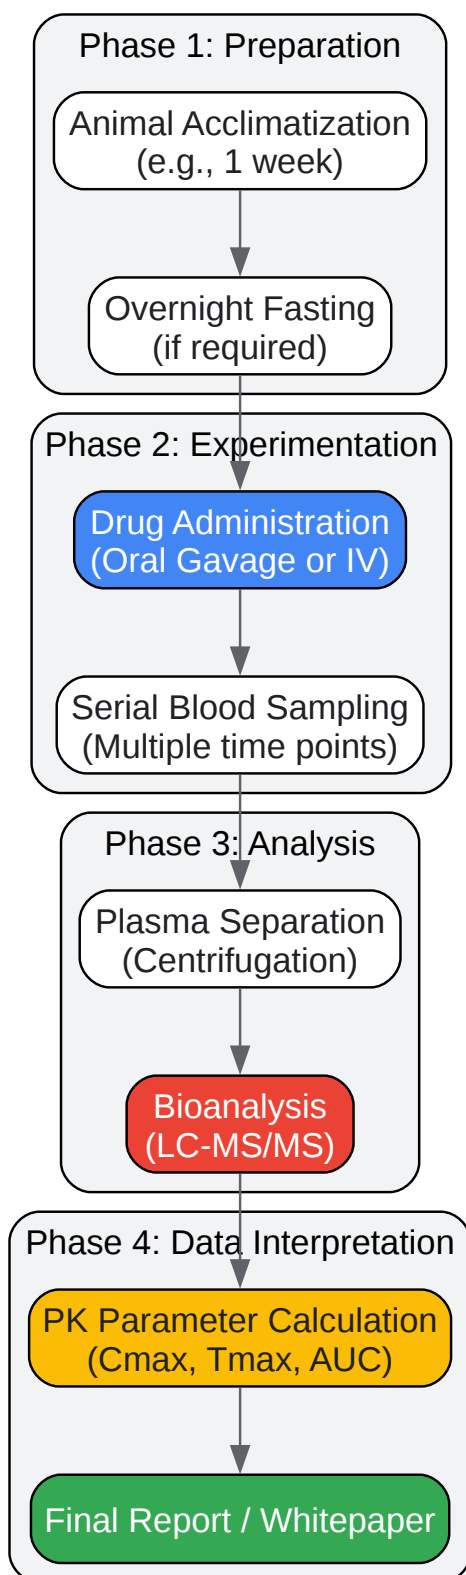 Phase 1: Preparation
Animal Acclimatization
(e.g., 1 week)
Overnight Fasting
(if required)
Phase 2: Experimentation
Drug Administration
(Oral Gavage or IV)
Serial Blood Sampling
(Multiple time points)
Phase 3: Analysis
Plasma Separation
(Centrifugation)
Bioanalysis
(LC-MS/MS)
Phase 4: Data Interpretation
PK Parameter Calculation
(Cmax, Tmax, AUC)
Final Report / Whitepaper